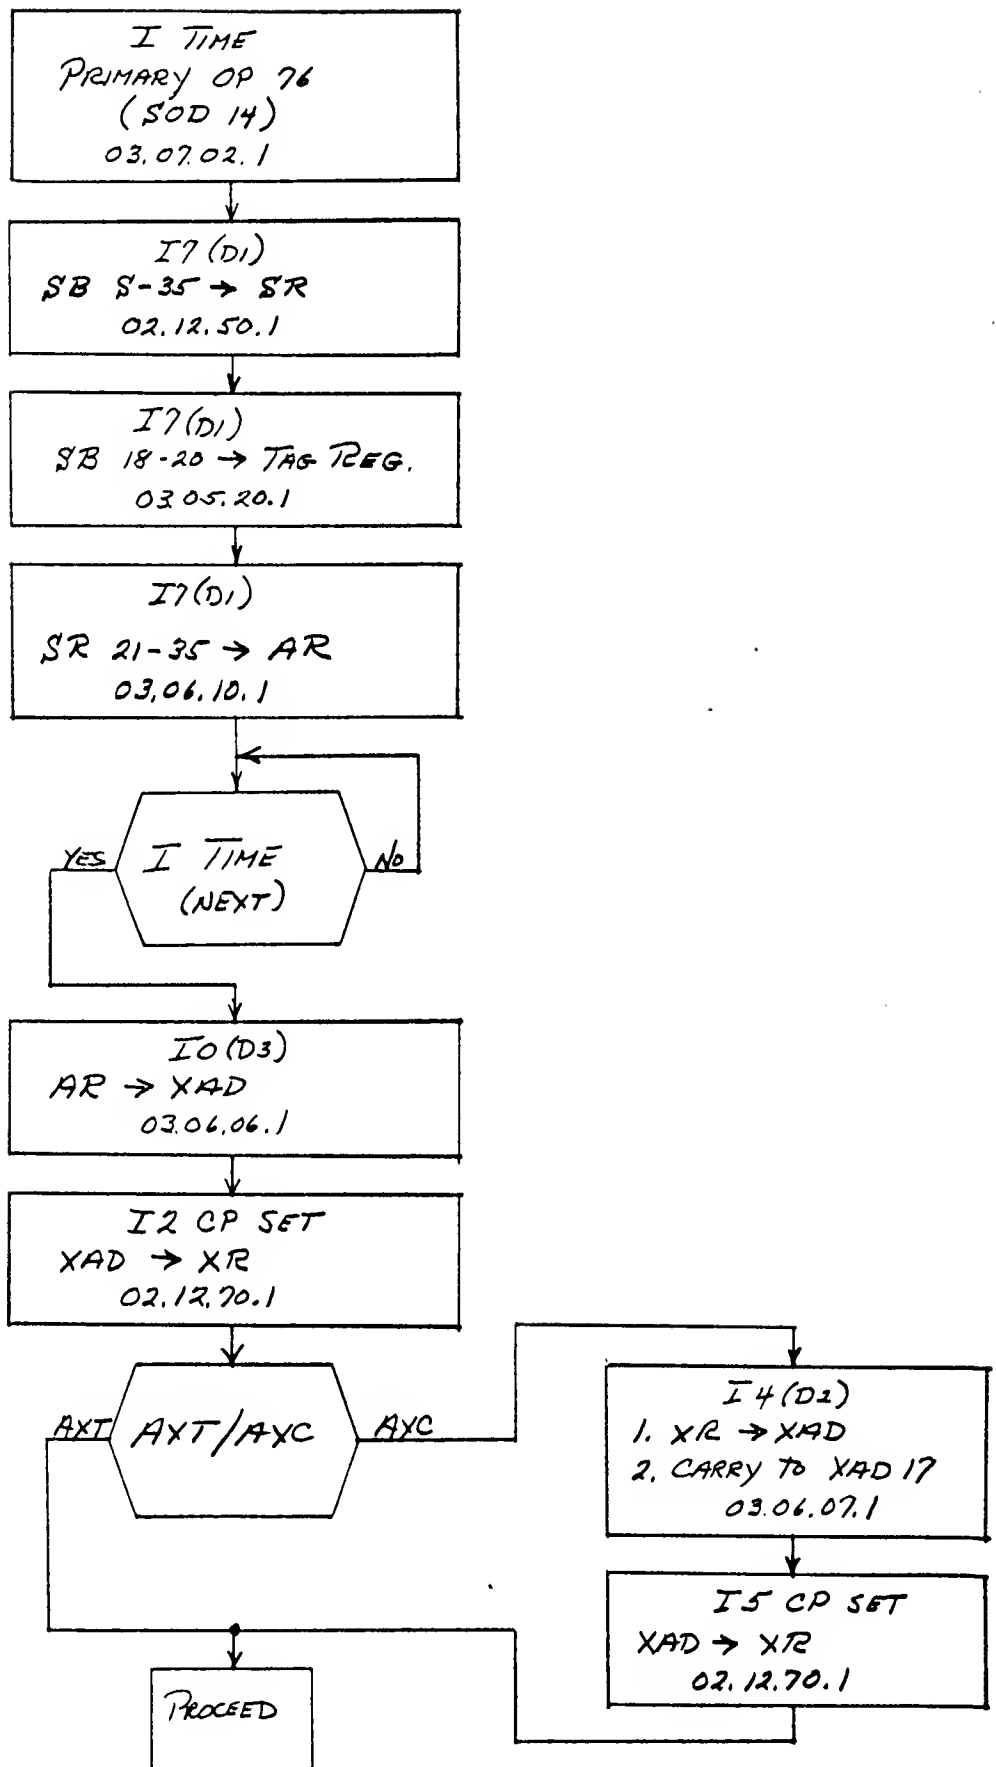 I TIME
PRIMARY OP 76
(SOD 14)
03.07.02.1
I7(D1)
SB S-35 → SR
02.12.50.1
I7(D1)
SB 18-20 → TAG REG.
03.05.20.1
I7(D1)
SR 21-35 → AR
03.06.10.1
YES
I TIME
(NEXT)
NO
I0(D3)
AR → XAD
03.06.06.1
I2 CP SET
XAD → XR
02.12.70.1
AXT
AXT/AXC
AXC
I4(D2)
1. XR → XAD
2. CARRY TO XAD 17
03.06.07.1
I5 CP SET
XAD → XR
02.12.70.1
PROCEED